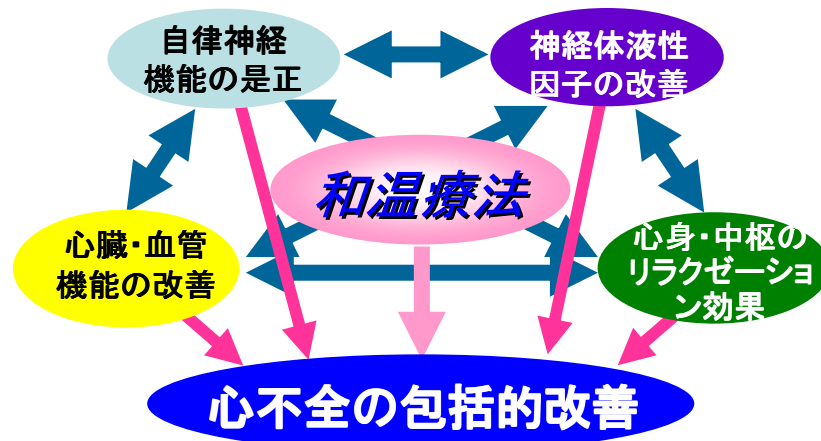 自律神経
機能の是正
神経体液性
因子の改善
和温療法
心臓・血管
機能の改善
心身・中枢の
リラクゼーショ
ン効果
心不全の包括的改善